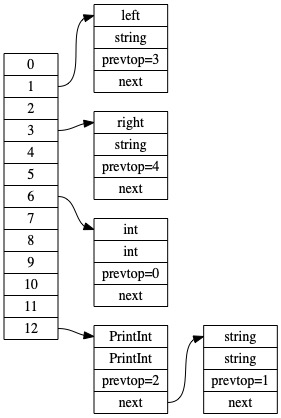 0
1
2
3
4
5
6
7
8
9
10
11
12
left
string
prevtop=3
next
right
string
prevtop=4
next
int
int
prevtop=0
next
PrintInt
PrintInt
prevtop=2
next
string
string
prevtop=1
next